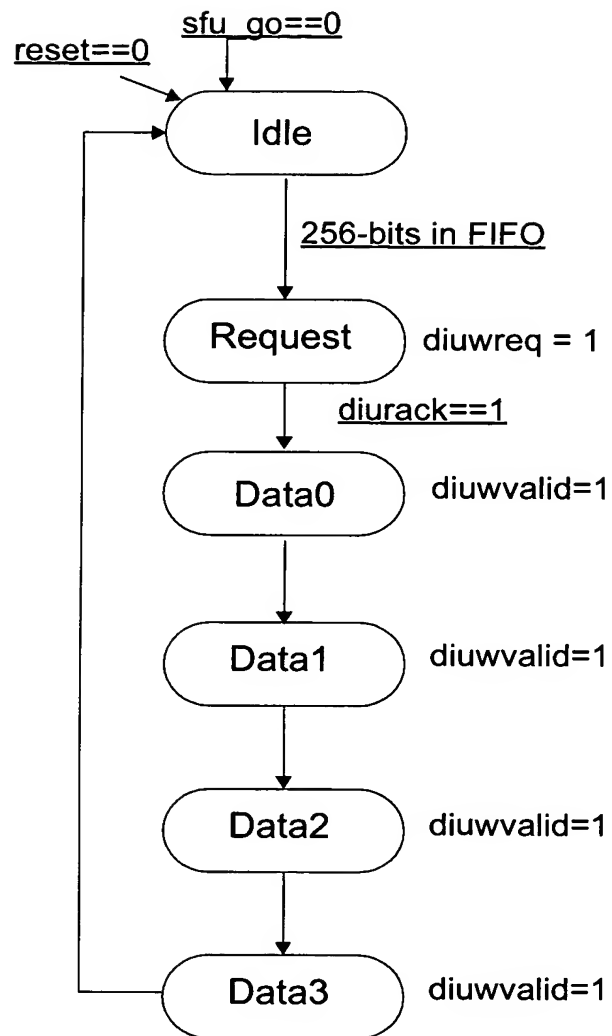 sfu_go==0
reset==0
Idle
256-bits in FIFO
Request
diuwreq = 1
diurack==1
Data0
diuwvalid=1
Data1
diuwvalid=1
Data2
diuwvalid=1
Data3
diuwvalid=1